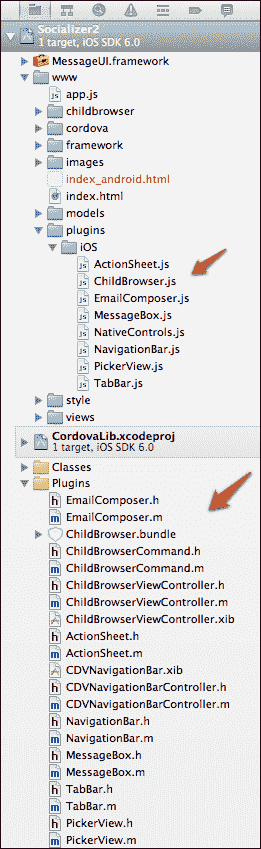 Socializer2
1 target, iOS SDK 6.0
MessageUI.framework
www
app.js
childbrowser
cordova
framework
images
index_android.html
index.html
models
plugins
iOS
ActionSheet.js
ChildBrowser.js
EmailComposer.js
MessageBox.js
NativeControls.js
NavigationBar.js
PickerView.js
TabBar.js
style
views
CordovaLib.xcodeproj
1 target, iOS SDK 6.0
Classes
Plugins
EmailComposer.h
EmailComposer.m
ChildBrowser.bundle
ChildBrowserCommand.h
ChildBrowserCommand.m
ChildBrowserViewController.h
ChildBrowserViewController.m
ChildBrowserViewController.xib
ActionSheet.h
ActionSheet.m
CDVNavigationBar.xib
CDVNavigationBarController.h
CDVNavigationBarController.m
NavigationBar.h
NavigationBar.m
MessageBox.h
MessageBox.m
TabBar.h
TabBar.m
PickerView.h
PickerView.m